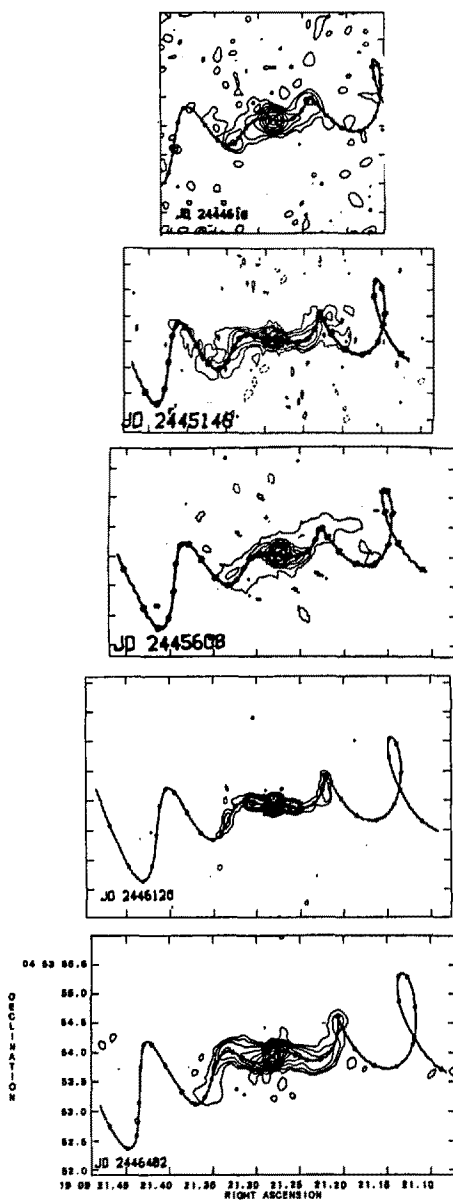 JD 2444616
JD 2445146
JD 2445608
JD 2446120
04 53 55.5
55.0
54.5
54.0
53.5
53.0
52.5
52.0
DECLINATION
JD 2446482
19 09 21.45 21.40 21.35 21.30 21.25 21.20 21.15 21.10
RIGHT ASCENSION